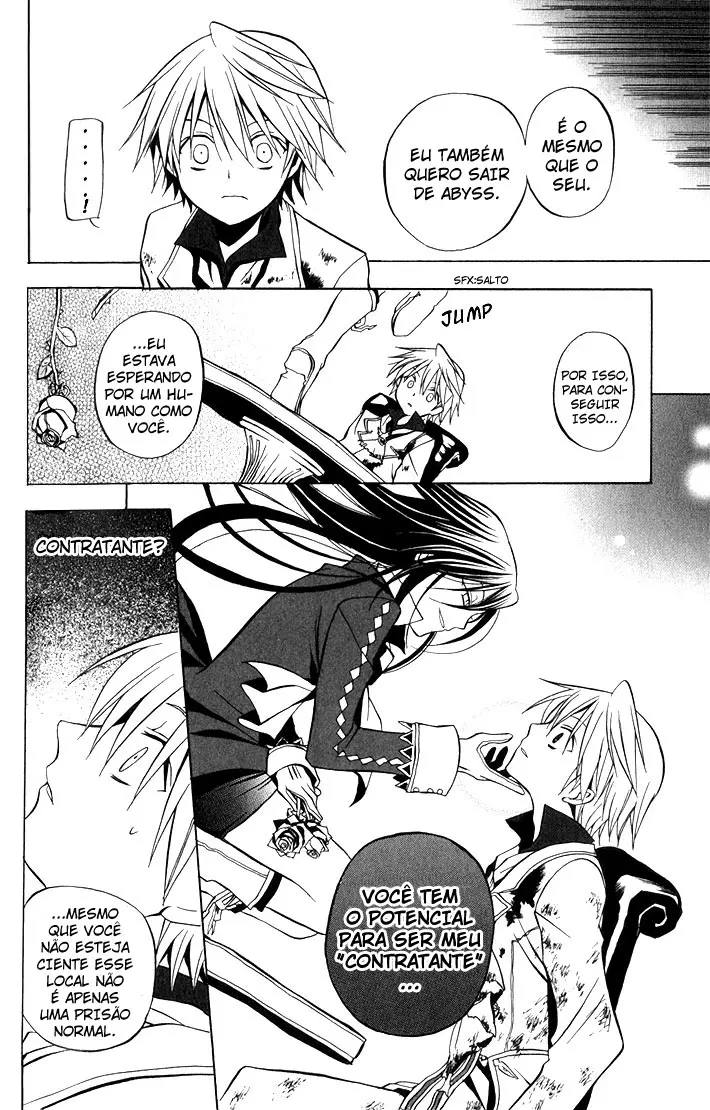 É O
MESMO
QUE O
SEU.
EU TAMBÉM
QUERO SAIR
DE ABYSS.
.....!
SFX:SALTO
JUMP
POR ISSO,
PARA CON-
SEGUIR
ISSO...
...EU
ESTAVA
ESPERANDO
POR UM HU-
MANO COMO
VOCÊ.
VOCÊ TEM
O POTENCIAL
PARA SER MEU
"CONTRATANTE"
...
CONTRATANTE?
...MESMO
QUE VOCÊ
NÃO ESTEJA
CIENTE ESSE
LOCAL NÃO
É APENAS
UMA PRISÃO
NORMAL.